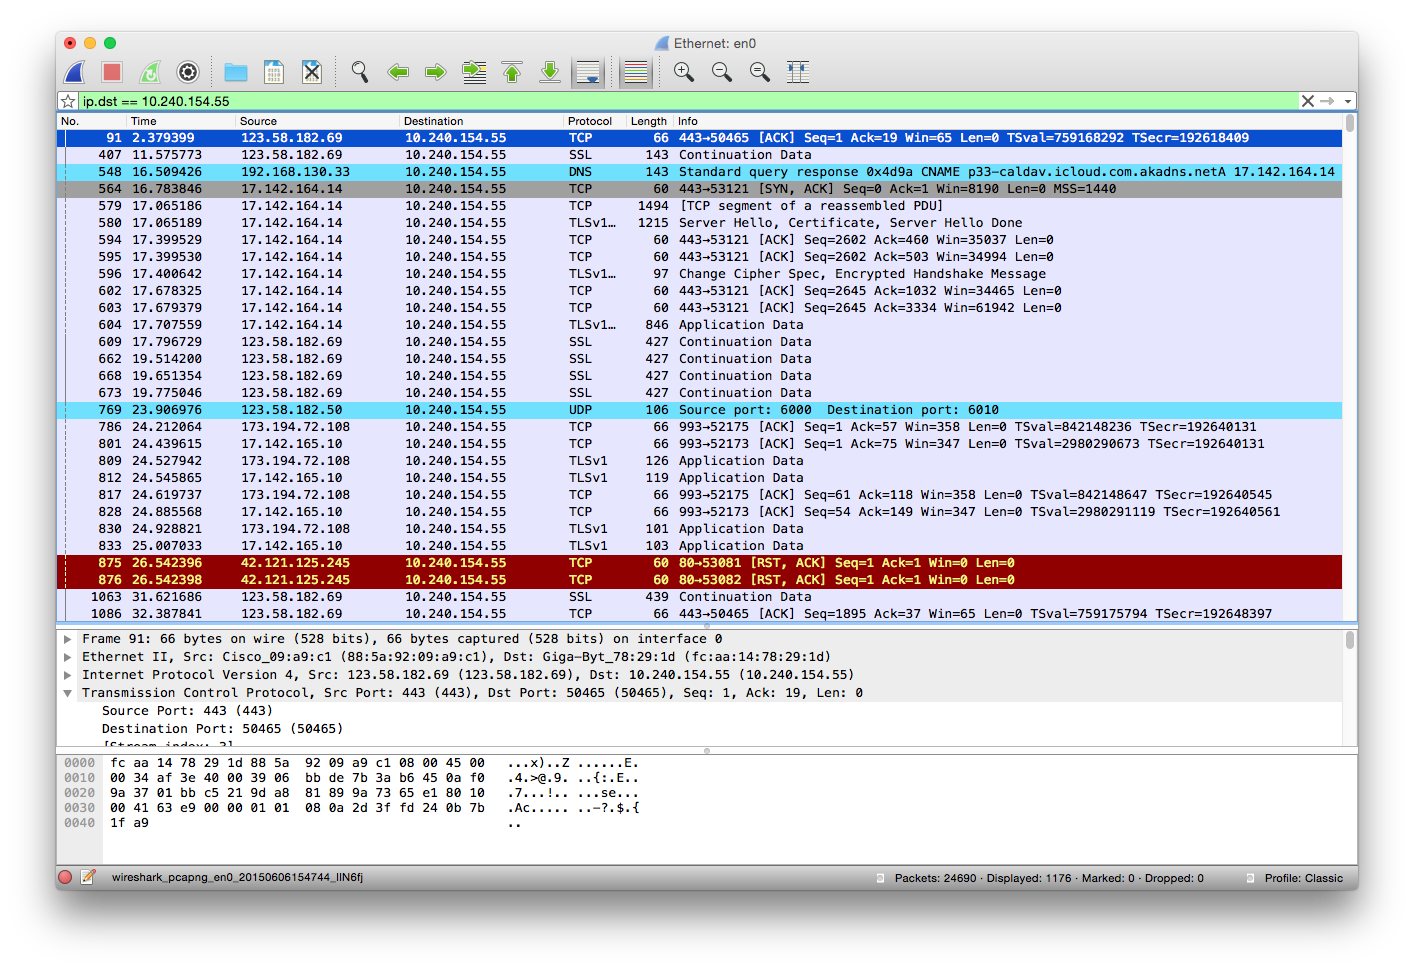 Ethernet: en0
ip.dst == 10.240.154.55
No. Time Source Destination Protocol Length Info
91 2.379399 123.58.182.69 10.240.154.55 TCP 66 443→50465 [ACK] Seq=1 Ack=19 Win=65 Len=0 TSval=759168292 TSecr=192618409
407 11.575773 123.58.182.69 10.240.154.55 SSL 143 Continuation Data
548 16.509426 192.168.130.33 10.240.154.55 DNS 143 Standard query response 0x4d9a CNAME p33-caldav.icloud.com.akadns.netA 17.142.164.14
564 16.783846 17.142.164.14 10.240.154.55 TCP 60 443→53121 [SYN, ACK] Seq=0 Ack=1 Win=8190 Len=0 MSS=1440
579 17.065186 17.142.164.14 10.240.154.55 TCP 1494 [TCP segment of a reassembled PDU]
580 17.065189 17.142.164.14 10.240.154.55 TLSv1… 1215 Server Hello, Certificate, Server Hello Done
594 17.399529 17.142.164.14 10.240.154.55 TCP 60 443→53121 [ACK] Seq=2602 Ack=460 Win=35037 Len=0
595 17.399530 17.142.164.14 10.240.154.55 TCP 60 443→53121 [ACK] Seq=2602 Ack=503 Win=34994 Len=0
596 17.400642 17.142.164.14 10.240.154.55 TLSv1… 97 Change Cipher Spec, Encrypted Handshake Message
602 17.678325 17.142.164.14 10.240.154.55 TCP 60 443→53121 [ACK] Seq=2645 Ack=1032 Win=34465 Len=0
603 17.679379 17.142.164.14 10.240.154.55 TCP 60 443→53121 [ACK] Seq=2645 Ack=3334 Win=61942 Len=0
604 17.707559 17.142.164.14 10.240.154.55 TLSv1… 846 Application Data
609 17.796729 123.58.182.69 10.240.154.55 SSL 427 Continuation Data
662 19.514200 123.58.182.69 10.240.154.55 SSL 427 Continuation Data
668 19.651354 123.58.182.69 10.240.154.55 SSL 427 Continuation Data
673 19.775046 123.58.182.69 10.240.154.55 SSL 427 Continuation Data
769 23.906976 123.58.182.50 10.240.154.55 UDP 106 Source port: 6000 Destination port: 6010
786 24.212064 173.194.72.108 10.240.154.55 TCP 66 993→52175 [ACK] Seq=1 Ack=57 Win=358 Len=0 TSval=842148236 TSecr=192640131
801 24.439615 17.142.165.10 10.240.154.55 TCP 66 993→52173 [ACK] Seq=1 Ack=75 Win=347 Len=0 TSval=2980290673 TSecr=192640131
809 24.527942 173.194.72.108 10.240.154.55 TLSv1 126 Application Data
812 24.545865 17.142.165.10 10.240.154.55 TLSv1 119 Application Data
817 24.619737 173.194.72.108 10.240.154.55 TCP 66 993→52175 [ACK] Seq=61 Ack=118 Win=358 Len=0 TSval=842148647 TSecr=192640545
828 24.885568 17.142.165.10 10.240.154.55 TCP 66 993→52173 [ACK] Seq=54 Ack=149 Win=347 Len=0 TSval=2980291119 TSecr=192640561
830 24.928821 173.194.72.108 10.240.154.55 TLSv1 101 Application Data
833 25.007033 17.142.165.10 10.240.154.55 TLSv1 103 Application Data
875 26.542396 42.121.125.245 10.240.154.55 TCP 60 80→53081 [RST, ACK] Seq=1 Ack=1 Win=0 Len=0
876 26.542398 42.121.125.245 10.240.154.55 TCP 60 80→53082 [RST, ACK] Seq=1 Ack=1 Win=0 Len=0
1063 31.621686 123.58.182.69 10.240.154.55 SSL 439 Continuation Data
1086 32.387841 123.58.182.69 10.240.154.55 TCP 66 443→50465 [ACK] Seq=1895 Ack=37 Win=65 Len=0 TSval=759175794 TSecr=192648397
Frame 91: 66 bytes on wire (528 bits), 66 bytes captured (528 bits) on interface 0
Ethernet II, Src: Cisco_09:a9:c1 (88:5a:92:09:a9:c1), Dst: Giga-Byt_78:29:1d (fc:aa:14:78:29:1d)
Internet Protocol Version 4, Src: 123.58.182.69 (123.58.182.69), Dst: 10.240.154.55 (10.240.154.55)
Transmission Control Protocol, Src Port: 443 (443), Dst Port: 50465 (50465), Seq: 1, Ack: 19, Len: 0
Source Port: 443 (443)
Destination Port: 50465 (50465)
[Stream index: 3]
0000 fc aa 14 78 29 1d 88 5a 92 09 a9 c1 08 00 45 00 ...x)..Z ......E.
0010 00 34 af 3e 40 00 39 06 bb de 7b 3a b6 45 0a f0 .4.>@.9. ..{:.E..
0020 9a 37 01 bb c5 21 9d a8 81 89 9a 73 65 e1 80 10 .7...!.. ...se...
0030 00 41 63 e9 00 00 01 01 08 0a 2d 3f fd 24 0b 7b .Ac..... ..-?.$.{
0040 1f a9 ..
wireshark_pcapng_en0_20150606154744_lIN6fj
Packets: 24690 · Displayed: 1176 · Marked: 0 · Dropped: 0
Profile: Classic